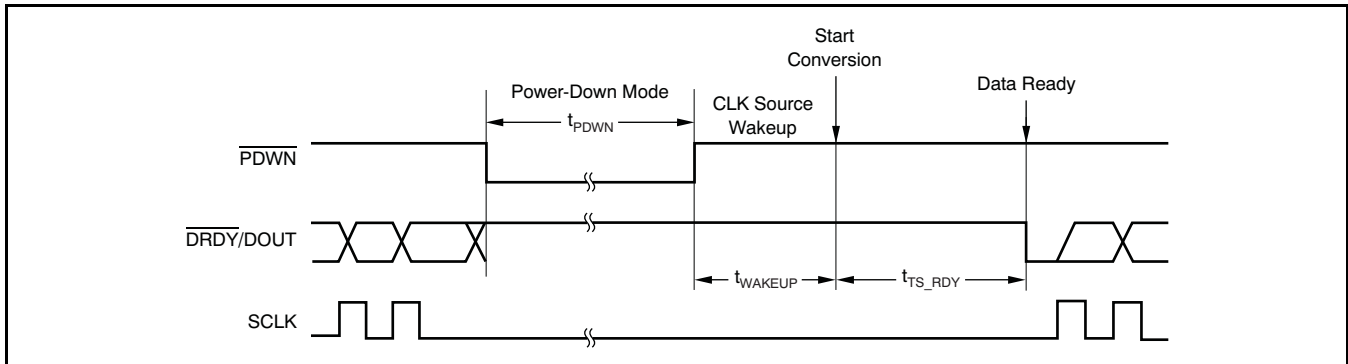 Start
Conversion
Data Ready
Power-Down Mode
CLK Source
Wakeup
tPDWN
PDWN
DRDY/DOUT
tWAKEUP
tTS_RDY
SCLK